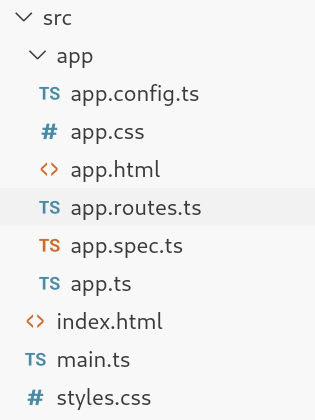 src
app
TS app.config.ts
# app.css
<> app.html
TS app.routes.ts
TS app.spec.ts
TS app.ts
<> index.html
TS main.ts
# styles.css